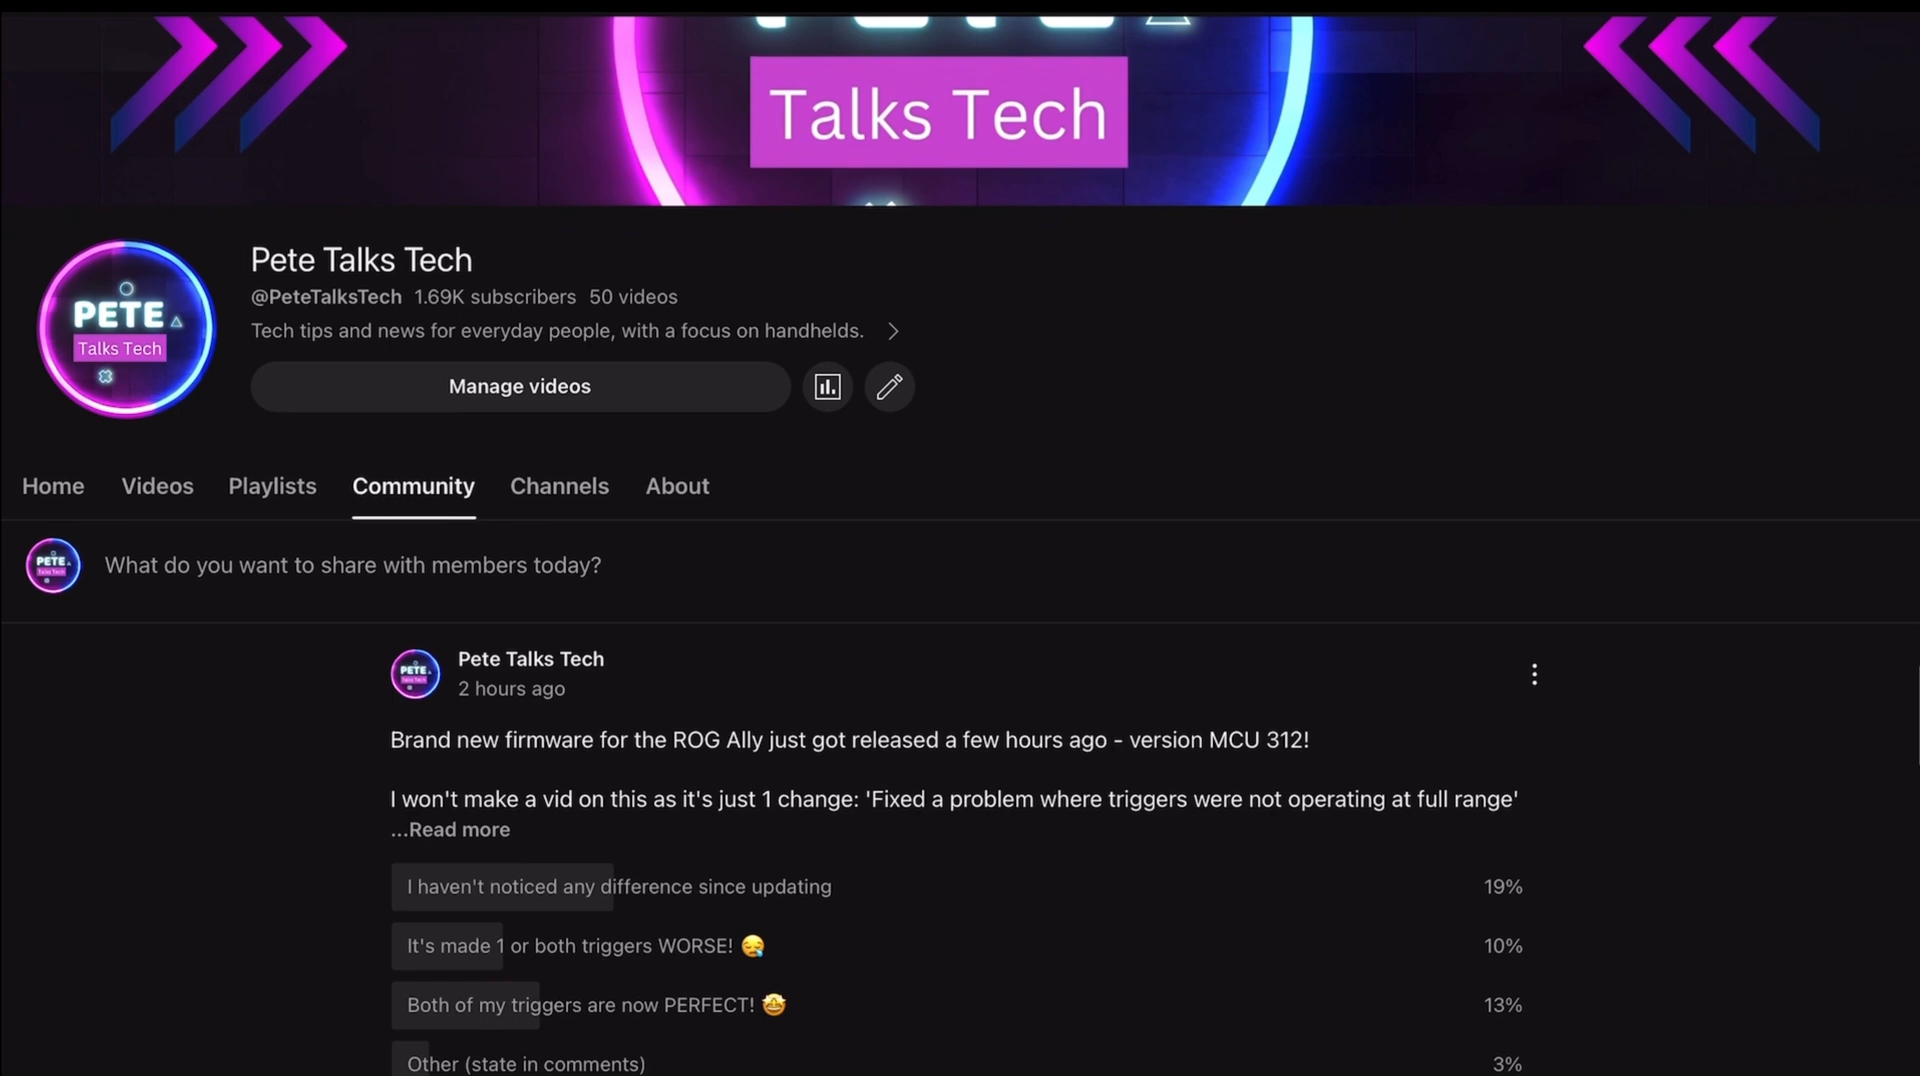 Talks Tech
PETE
Talks Tech
Pete Talks Tech
@PeteTalksTech 1.69K subscribers 50 videos
Tech tips and news for everyday people, with a focus on handhelds.
Manage videos
Home Videos Playlists Community Channels About
PETE
Talks Tech
What do you want to share with members today?
PETE
Talks Tech
Pete Talks Tech
2 hours ago
Brand new firmware for the ROG Ally just got released a few hours ago - version MCU 312!
I won't make a vid on this as it's just 1 change: 'Fixed a problem where triggers were not operating at full range'
...Read more
I haven't noticed any difference since updating 19%
It's made 1 or both triggers WORSE! 😪 10%
Both of my triggers are now PERFECT! 🤩 13%
Other (state in comments) 3%